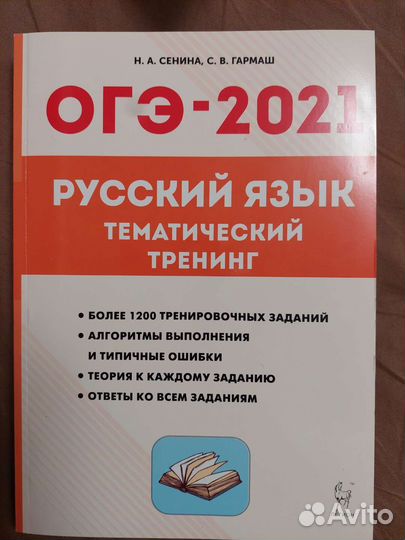 Н. А. СЕНИНА, С. В. ГАРМАШ
ОГЭ-2021
РУССКИЙ ЯЗЫК
ТЕМАТИЧЕСКИЙ
ТРЕНИНГ
• БОЛЕЕ 1200 ТРЕНИРОВОЧНЫХ ЗАДАНИЙ
• АЛГОРИТМЫ ВЫПОЛНЕНИЯ
И ТИПИЧНЫЕ ОШИБКИ
• ТЕОРИЯ К КАЖДОМУ ЗАДАНИЮ
• ОТВЕТЫ КО ВСЕМ ЗАДАНИЯМ
Avito